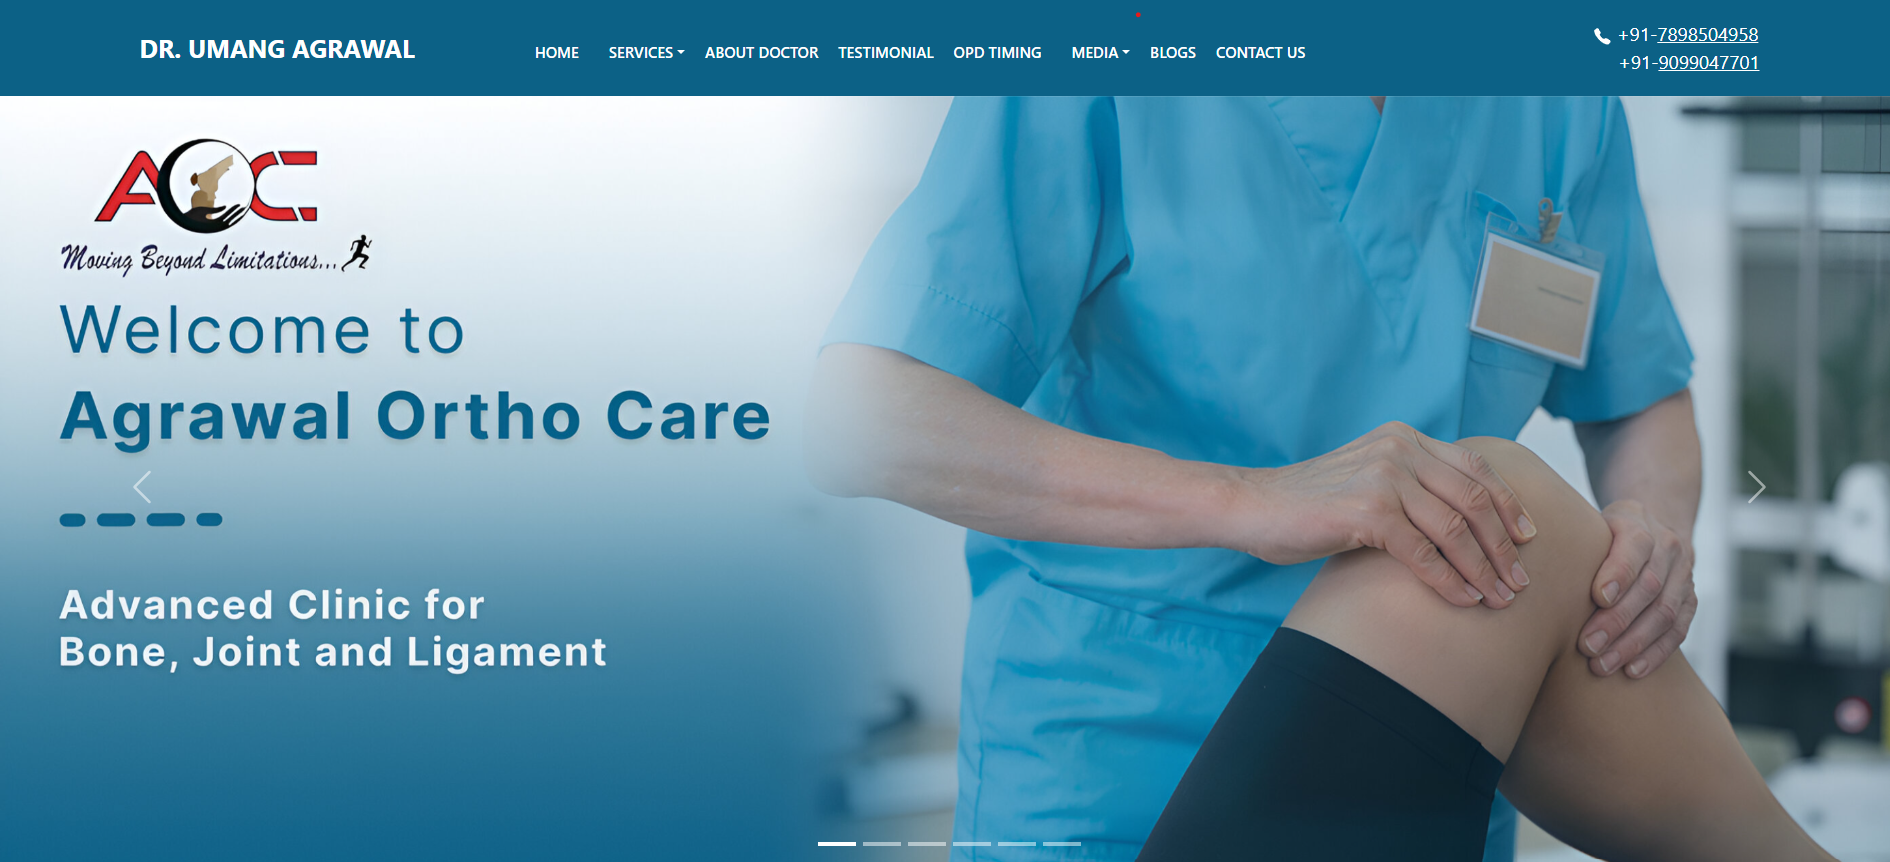 DR. UMANG AGRAWAL
HOME SERVICES ABOUT DOCTOR TESTIMONIAL OPD TIMING MEDIA BLOGS CONTACT US
+91-7898504958
+91-9099047701
AOC
Moving Beyond Limitations...
Welcome to
Agrawal Ortho Care
Advanced Clinic for
Bone, Joint and Ligament